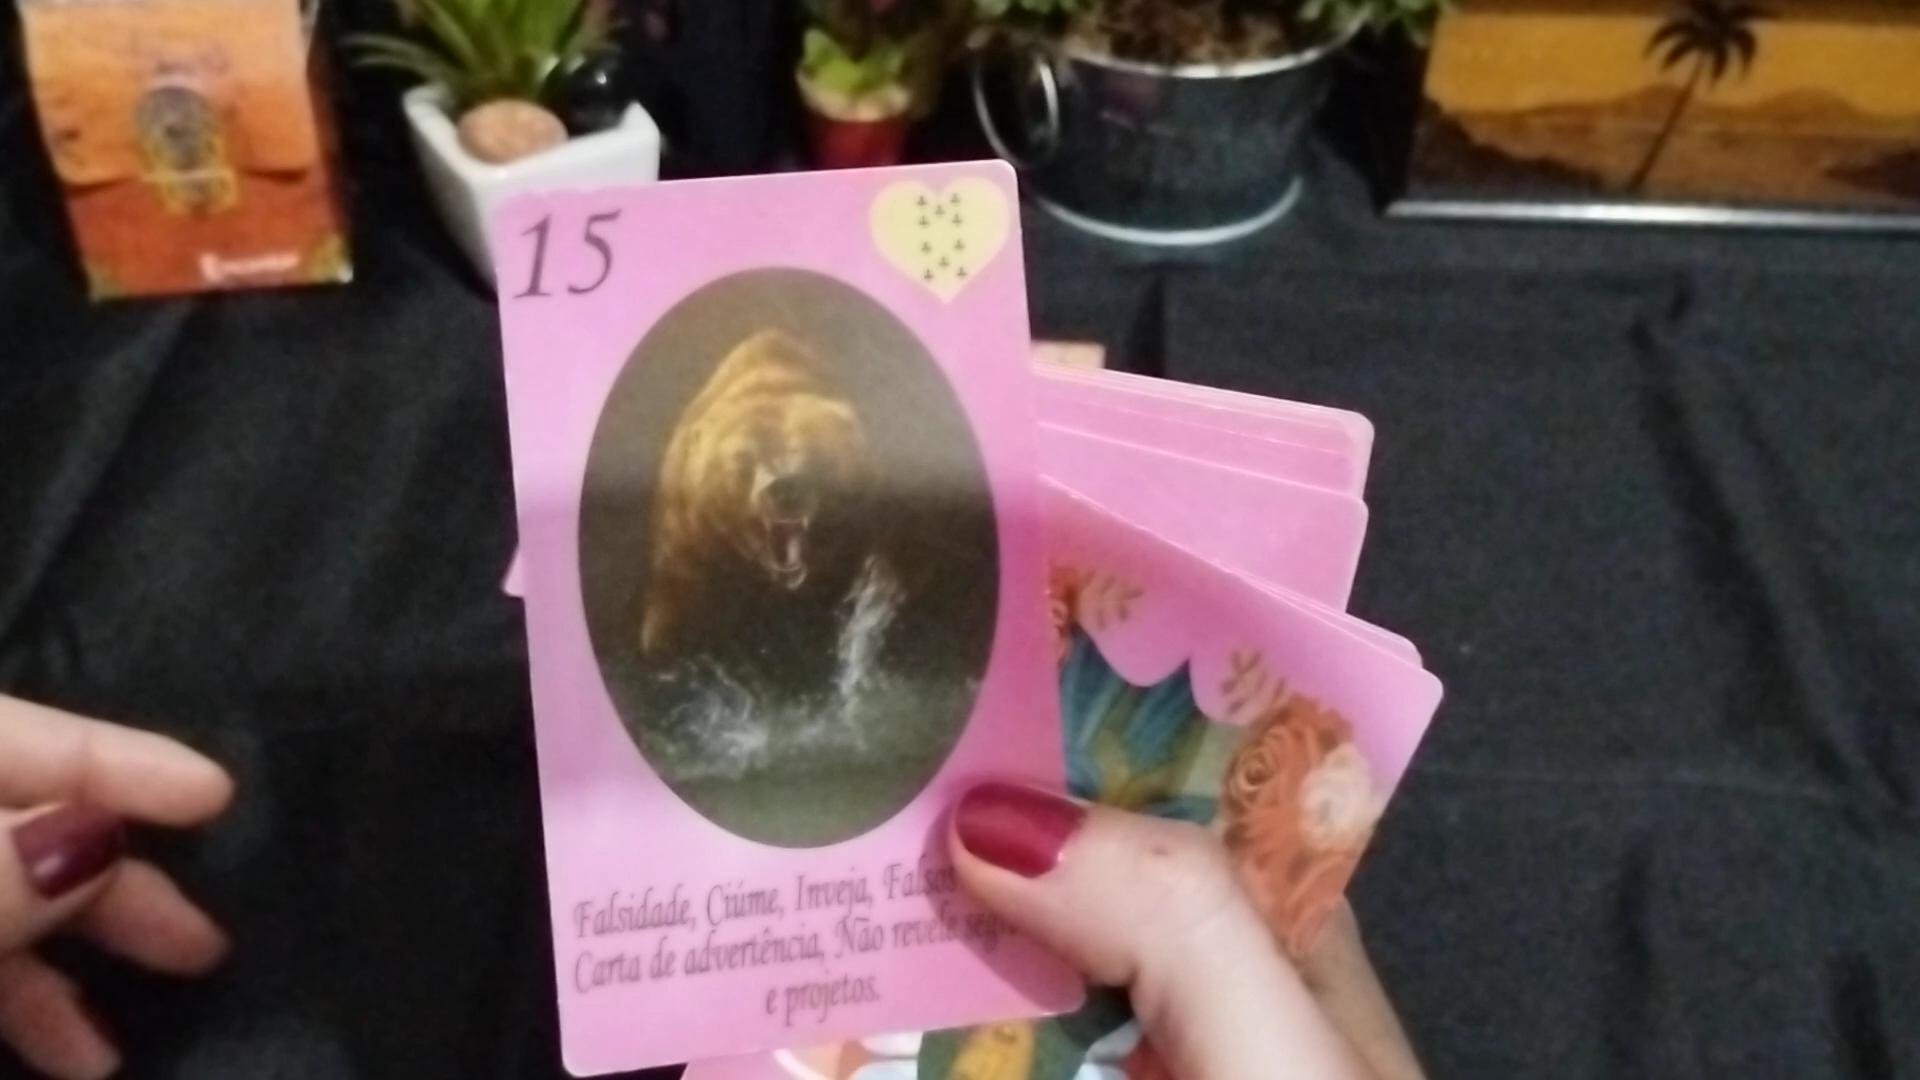 15
Falsidade, Ciúme, Inveja, Falsos
Carta de advertência, Não revele
e projetos.